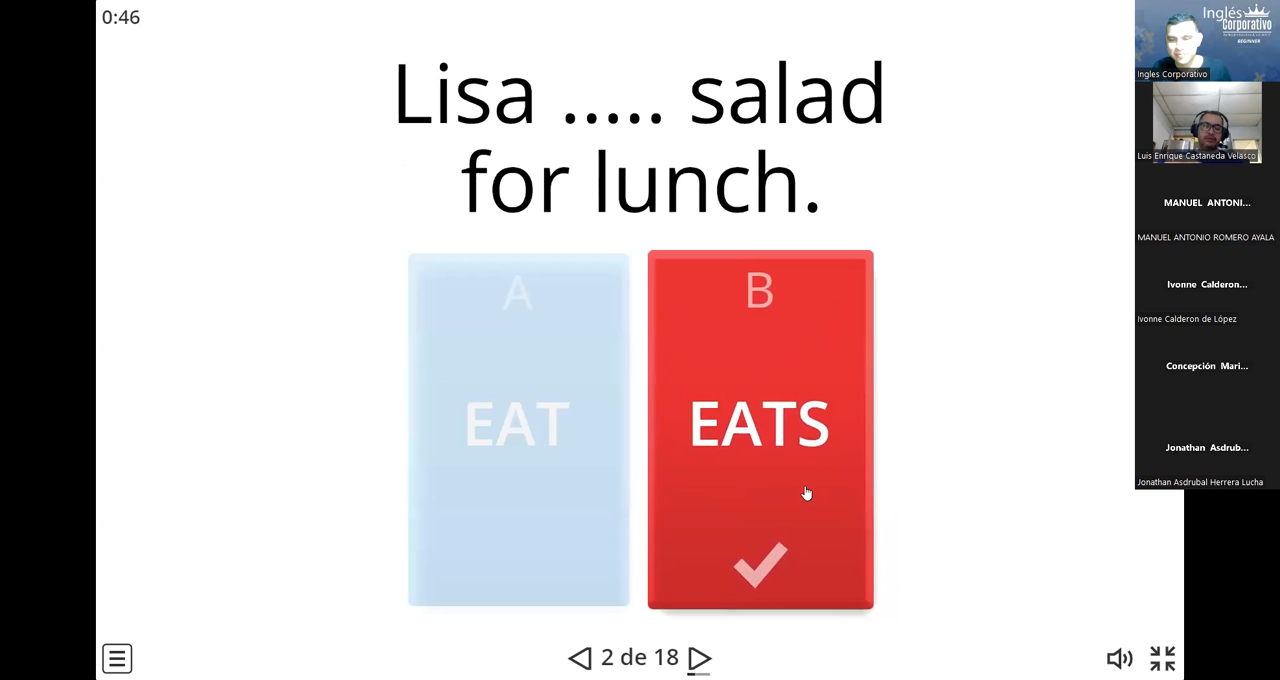 0:46
Lisa ..... salad
for lunch.
A
B
EAT
EATS
2 de 18
Inglés
Corporativo
BEGINNER
Ingles Corporativo
Luis Enrique Castaneda Velasco
MANUEL ANTONI...
MANUEL ANTONIO ROMERO AYALA
Ivonne Calderon...
Ivonne Calderon de López
Concepción Mari...
Jonathan Asdrub...
Jonathan Asdrubal Herrera Lucha